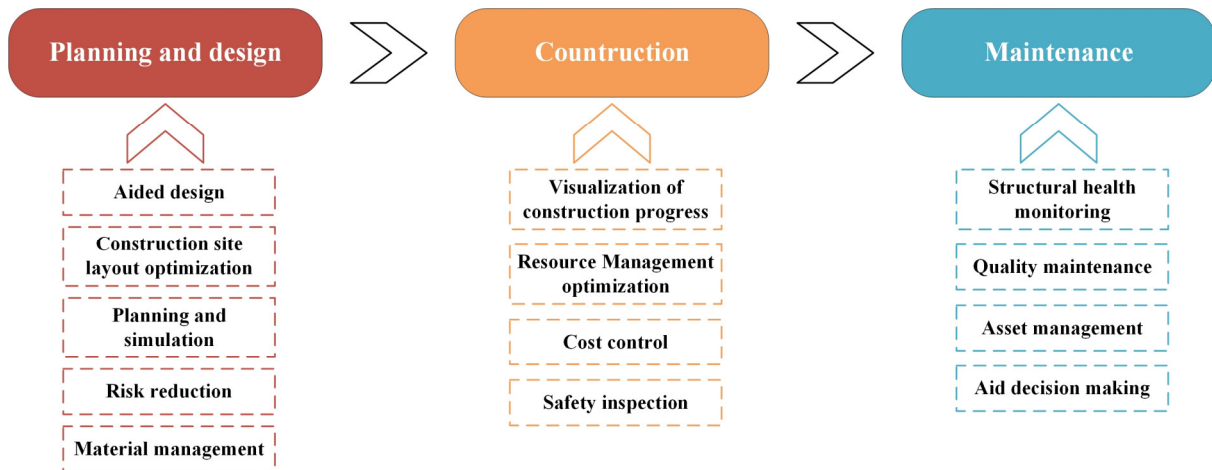 Planning and design
Countruction
Maintenance
Aided design
Construction site
layout optimization
Planning and
simulation
Risk reduction
Material management
Visualization of
construction progress
Resource Management
optimization
Cost control
Safety inspection
Structural health
monitoring
Quality maintenance
Asset management
Aid decision making